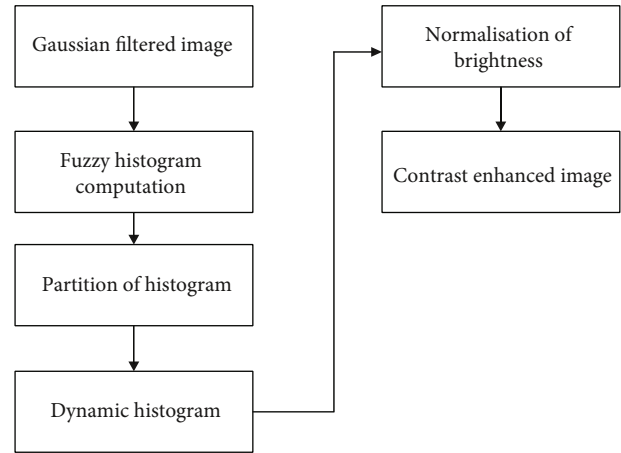 Gaussian filtered image
Fuzzy histogram
computation
Partition of histogram
Dynamic histogram
Normalisation of
brightness
Contrast enhanced image